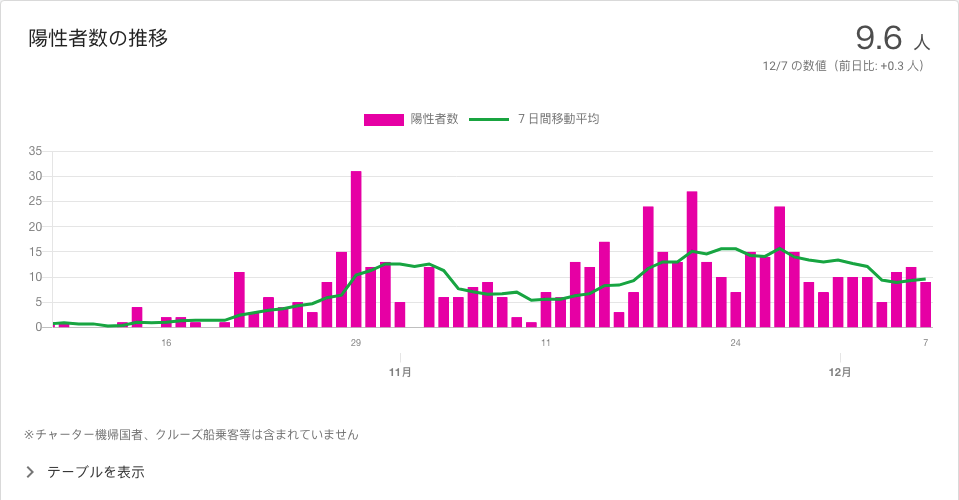 陽性者数の推移
9.6 人
12/7 の数値（前日比: +0.3 人）
陽性者数 7 日間移動平均
35
30
25
20
15
10
5
0
16 29 11 24 7
11月 12月
※チャーター機帰国者、クルーズ船乗客等は含まれていません
テーブルを表示